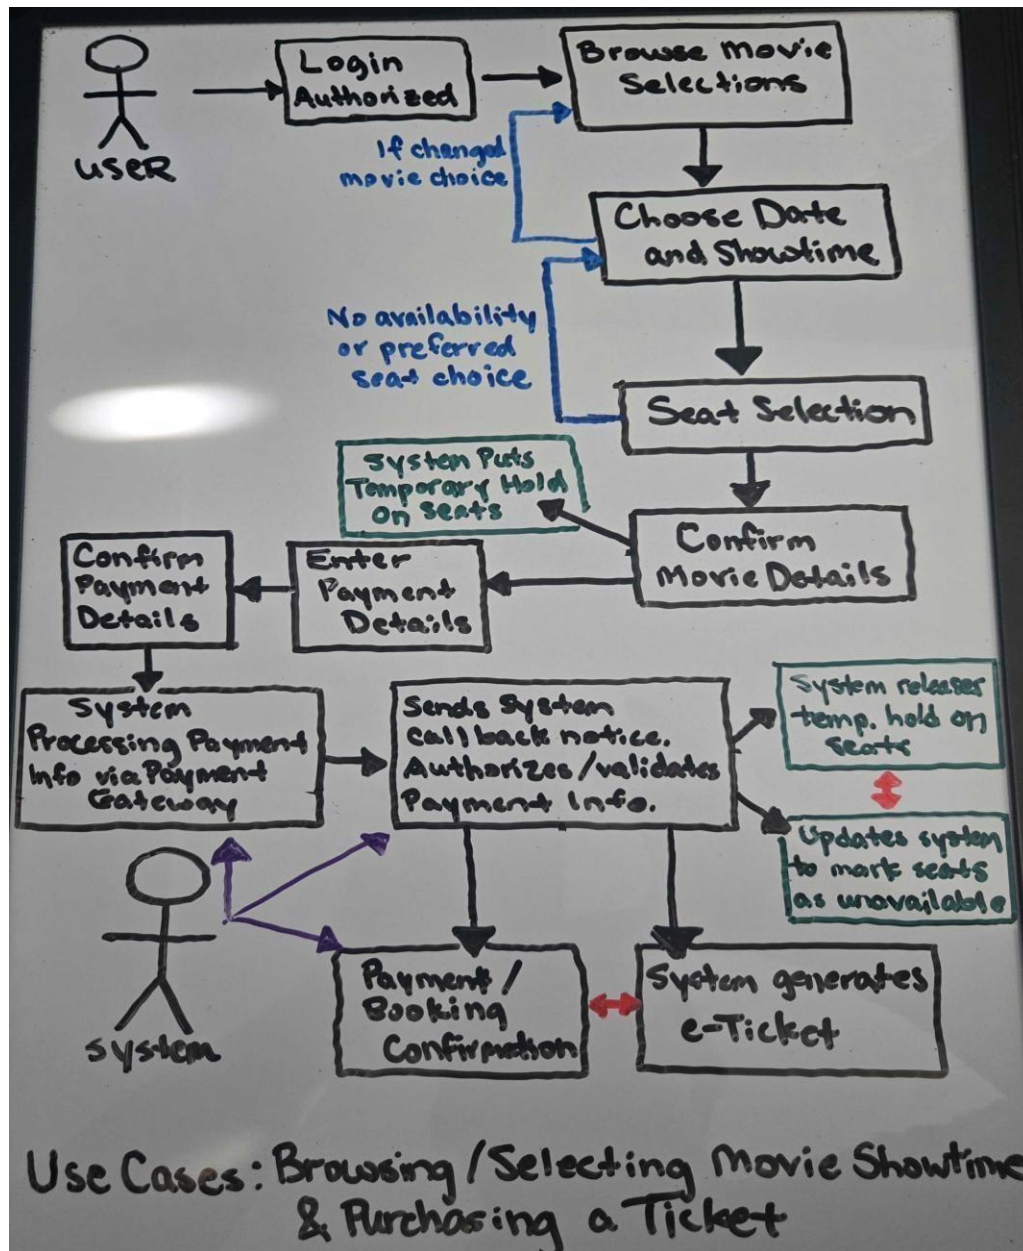 Login
Authorized
Browse Movie
Selections
USER
If changed
movie choice
Choose Date
and Showtime
No availability
or preferred
seat choice
Seat Selection
System Puts
Temporary Hold
on seats
Confirm
Movie Details
Enter
Payment
Details
Confirm
Payment
Details
System
Processing Payment
Info via Payment
Gateway
Sends System
callback notice.
Authorizes/validates
Payment Info.
System releaser
temp. hold on
seats
Updates system
to mark seats
as unavailable
system
Payment/
Booking
Confirmation
System generates
e-Ticket
Use Cases: Browsing/Selecting Movie Showtime
& Purchasing a Ticket